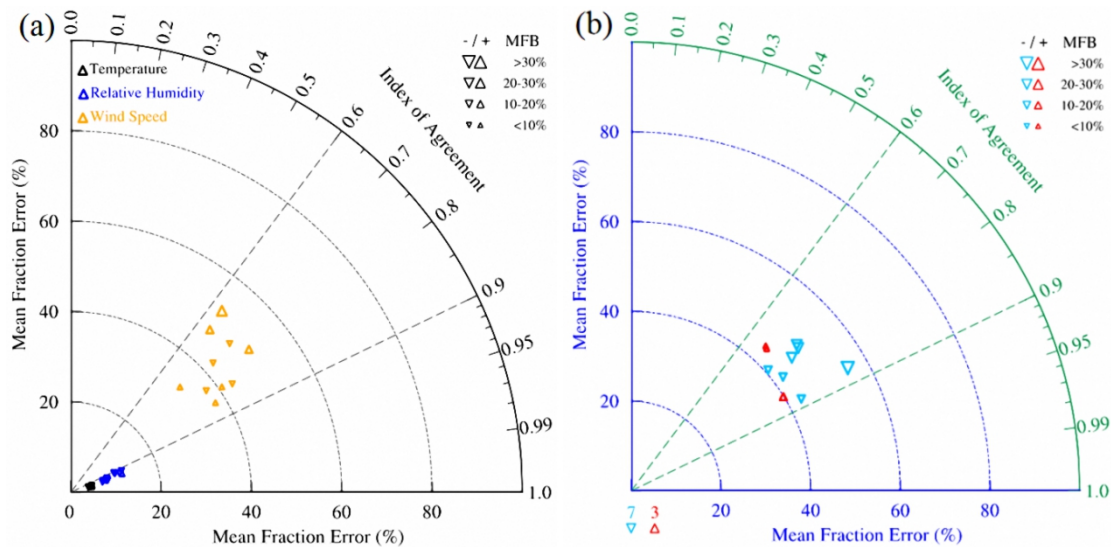 (a)
0.0
0.1
0.2
0.3
0.4
0.5
0.6
0.7
0.8
0.9
0.95
0.99
1.0
Index of Agreement
- / + MFB
>30%
20-30%
10-20%
<10%
Temperature
Relative Humidity
Wind Speed
80
60
40
20
Mean Fraction Error (%)
0 20 40 60 80
Mean Fraction Error (%)
(b)
0.0
0.1
0.2
0.3
0.4
0.5
0.6
0.7
0.8
0.9
0.95
0.99
1.0
Index of Agreement
- / + MFB
>30%
20-30%
10-20%
<10%
80
60
40
20
Mean Fraction Error (%)
7 3
20 40 60 80
Mean Fraction Error (%)